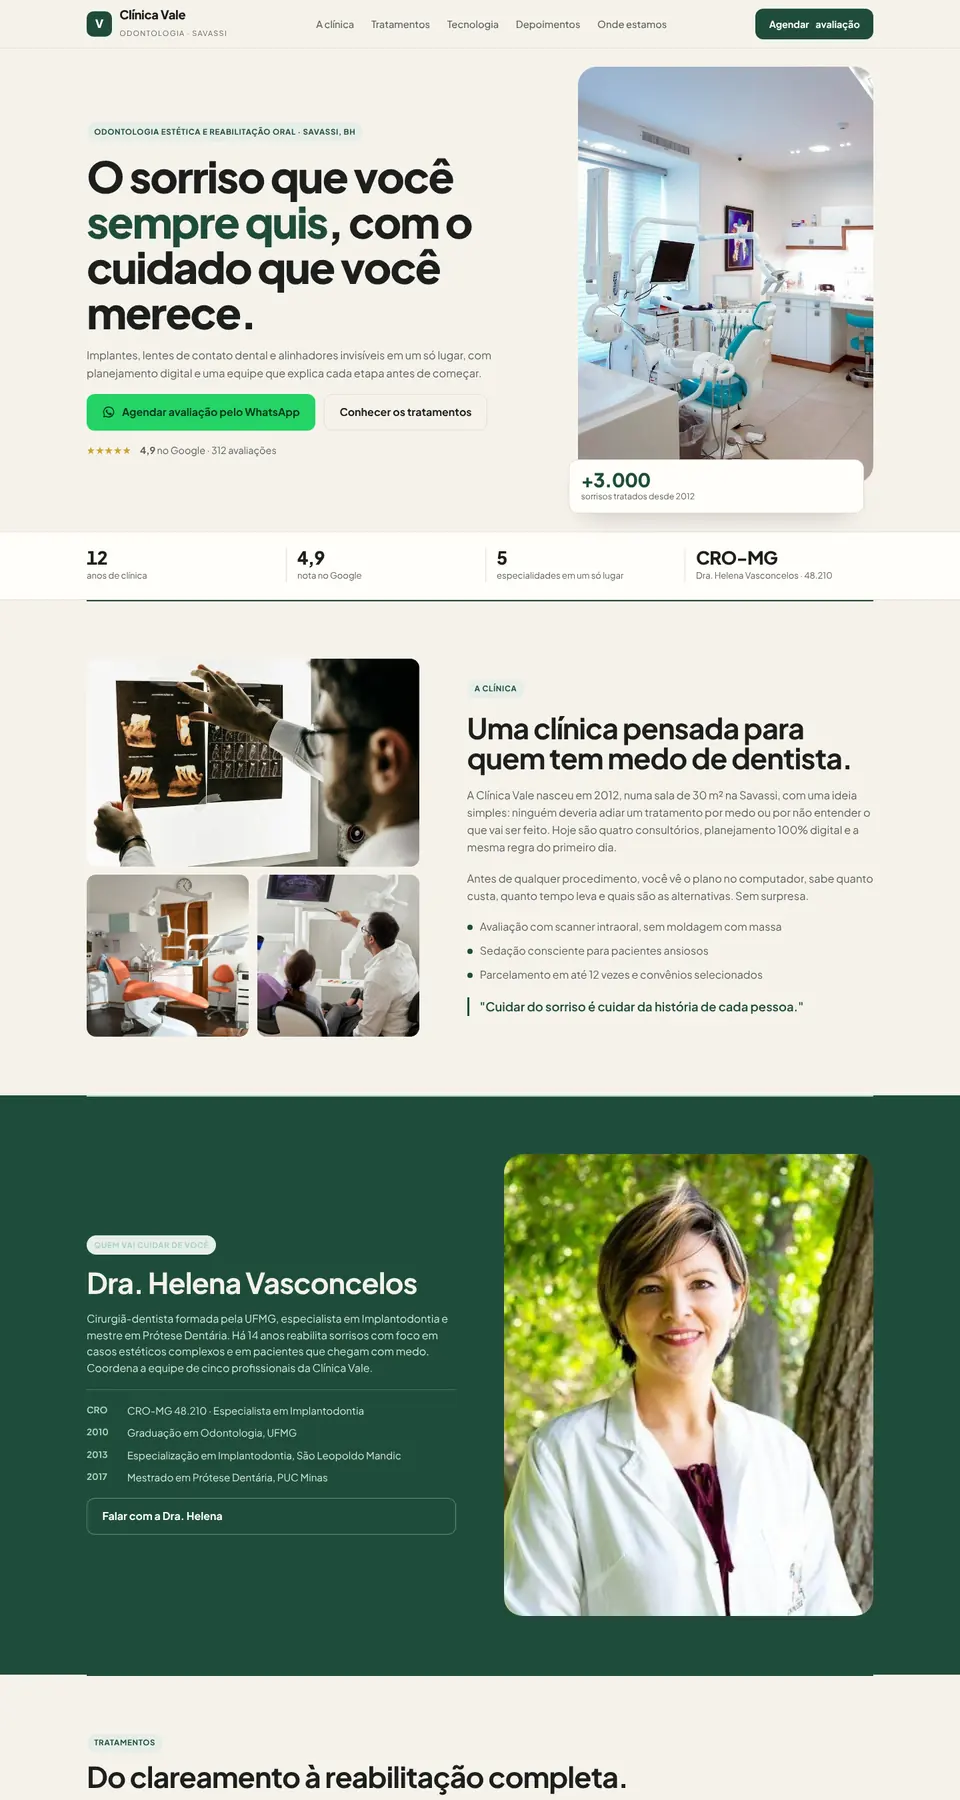 V
Clínica Vale
ODONTOLOGIA · SAVASSI
A clínica
Tratamentos
Tecnologia
Depoimentos
Onde estamos
Agendar avaliação
ODONTOLOGIA ESTÉTICA E REABILITAÇÃO ORAL · SAVASSI, BH
O sorriso que você
sempre quis, com o
cuidado que você
merece.
Implantes, lentes de contato dental e alinhadores invisíveis em um só lugar, com
planejamento digital e uma equipe que explica cada etapa antes de começar.
Agendar avaliação pelo WhatsApp
Conhecer os tratamentos
★★★★★ 4,9 no Google · 312 avaliações
+3.000
sorrisos tratados desde 2012
12
anos de clínica
4,9
nota no Google
5
especialidades em um só lugar
CRO-MG
Dra. Helena Vasconcelos · 48.210
A CLÍNICA
Uma clínica pensada para
quem tem medo de dentista.
A Clínica Vale nasceu em 2012, numa sala de 30 m² na Savassi, com uma ideia
simples: ninguém deveria adiar um tratamento por medo ou por não entender o
que vai ser feito. Hoje são quatro consultórios, planejamento 100% digital e a
mesma regra do primeiro dia.
Antes de qualquer procedimento, você vê o plano no computador, sabe quanto
custa, quanto tempo leva e quais são as alternativas. Sem surpresa.
Avaliação com scanner intraoral, sem moldagem com massa
Sedação consciente para pacientes ansiosos
Parcelamento em até 12 vezes e convênios selecionados
"Cuidar do sorriso é cuidar da história de cada pessoa."
QUEM VAI CUIDAR DE VOCÊ
Dra. Helena Vasconcelos
Cirurgiã-dentista formada pela UFMG, especialista em Implantodontia e
mestre em Prótese Dentária. Há 14 anos reabilita sorrisos com foco em
casos estéticos complexos e em pacientes que chegam com medo.
Coordena a equipe de cinco profissionais da Clínica Vale.
CRO CRO-MG 48.210 · Especialista em Implantodontia
2010 Graduação em Odontologia, UFMG
2013 Especialização em Implantodontia, São Leopoldo Mandic
2017 Mestrado em Prótese Dentária, PUC Minas
Falar com a Dra. Helena
TRATAMENTOS
Do clareamento à reabilitação completa.